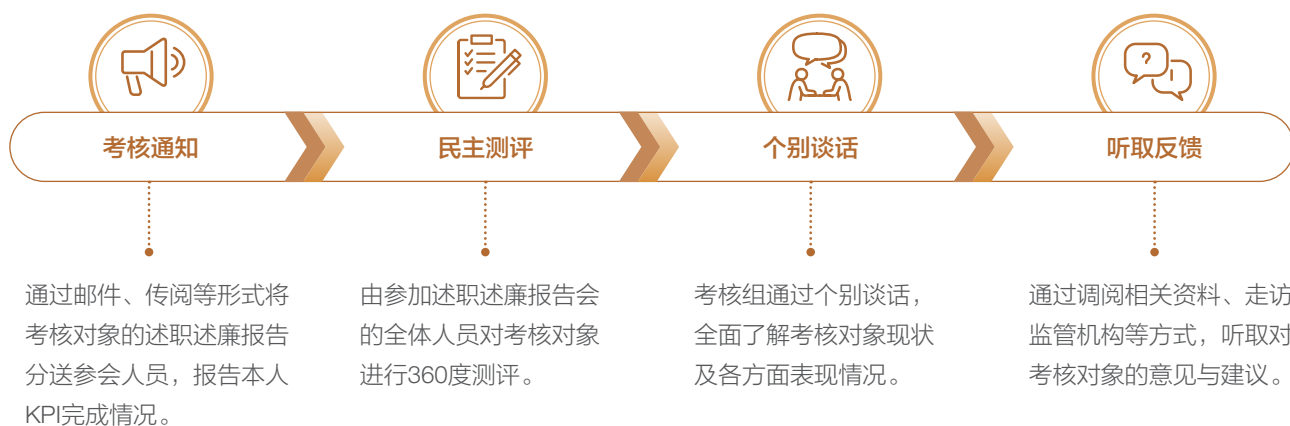 考核通知
民主测评
个别谈话
听取反馈
通过邮件、传阅等形式将
考核对象的述职述廉报告
分送参会人员，报告本人
KPI完成情况。
由参加述职述廉报告会
的全体人员对考核对象
进行360度测评。
考核组通过个别谈话，
全面了解考核对象现状
及各方面表现情况。
通过调阅相关资料、走访
监管机构等方式，听取对
考核对象的意见与建议。